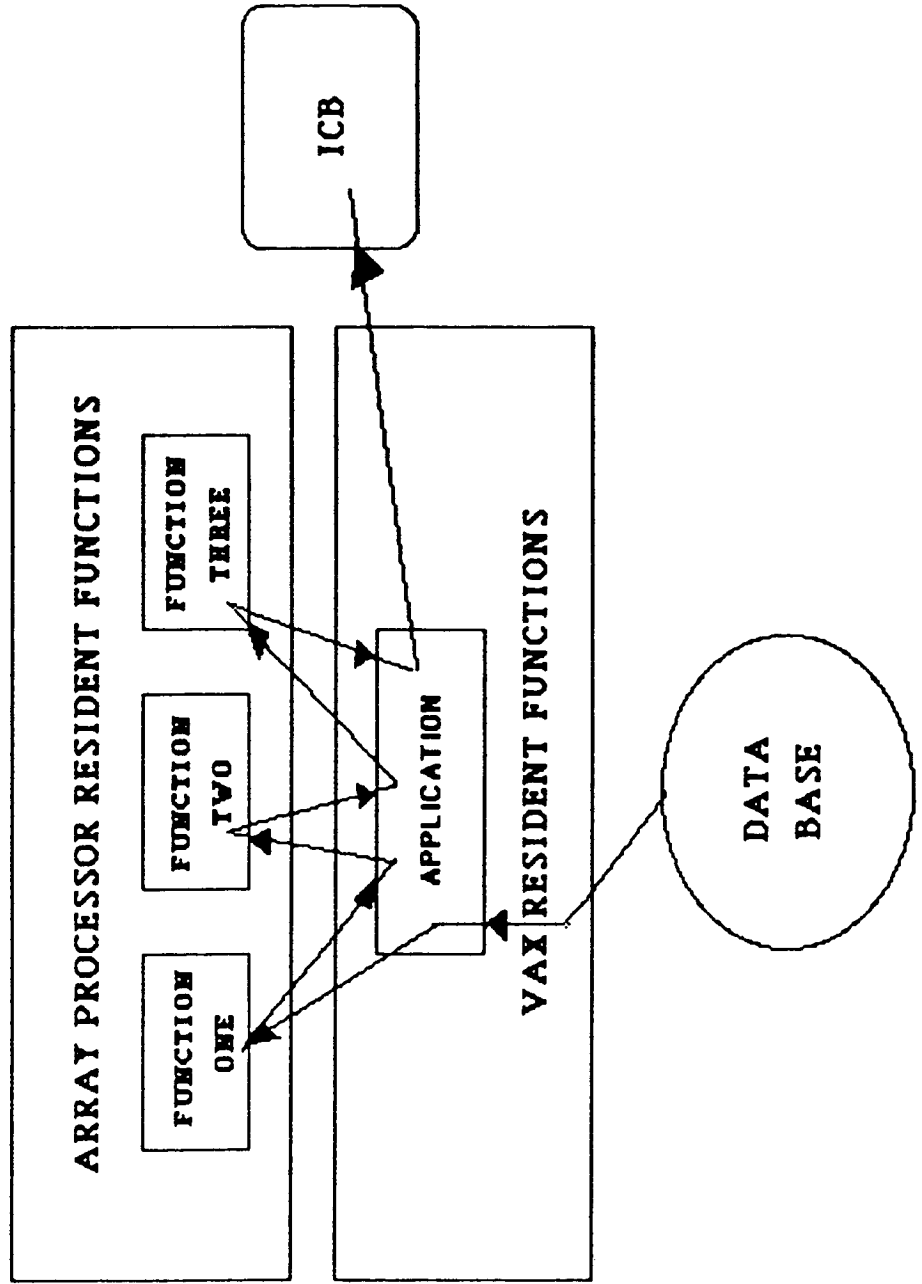 ARRAY PROCESSOR RESIDENT FUNCTIONS
FUNCTION
ONE
FUNCTION
TWO
FUNCTION
THREE
ICB
APPLICATION
VAX RESIDENT FUNCTIONS
DATA
BASE